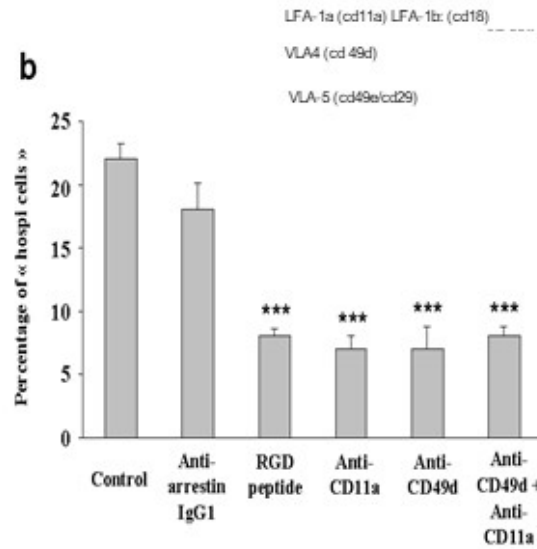 LFA-1a (cd11a) LFA-1b: (cd18)
VLA4 (cd 49d)
b
VLA-5 (cd49e/cd29)
Percentage of « hospi cells »
25
20
15
10
5
0
***
***
***
***
Control
Anti-
arrestin
IgG1
RGD
peptide
Anti-
CD11a
Anti-
CD49d
Anti-
CD49d +
Anti-
CD11a